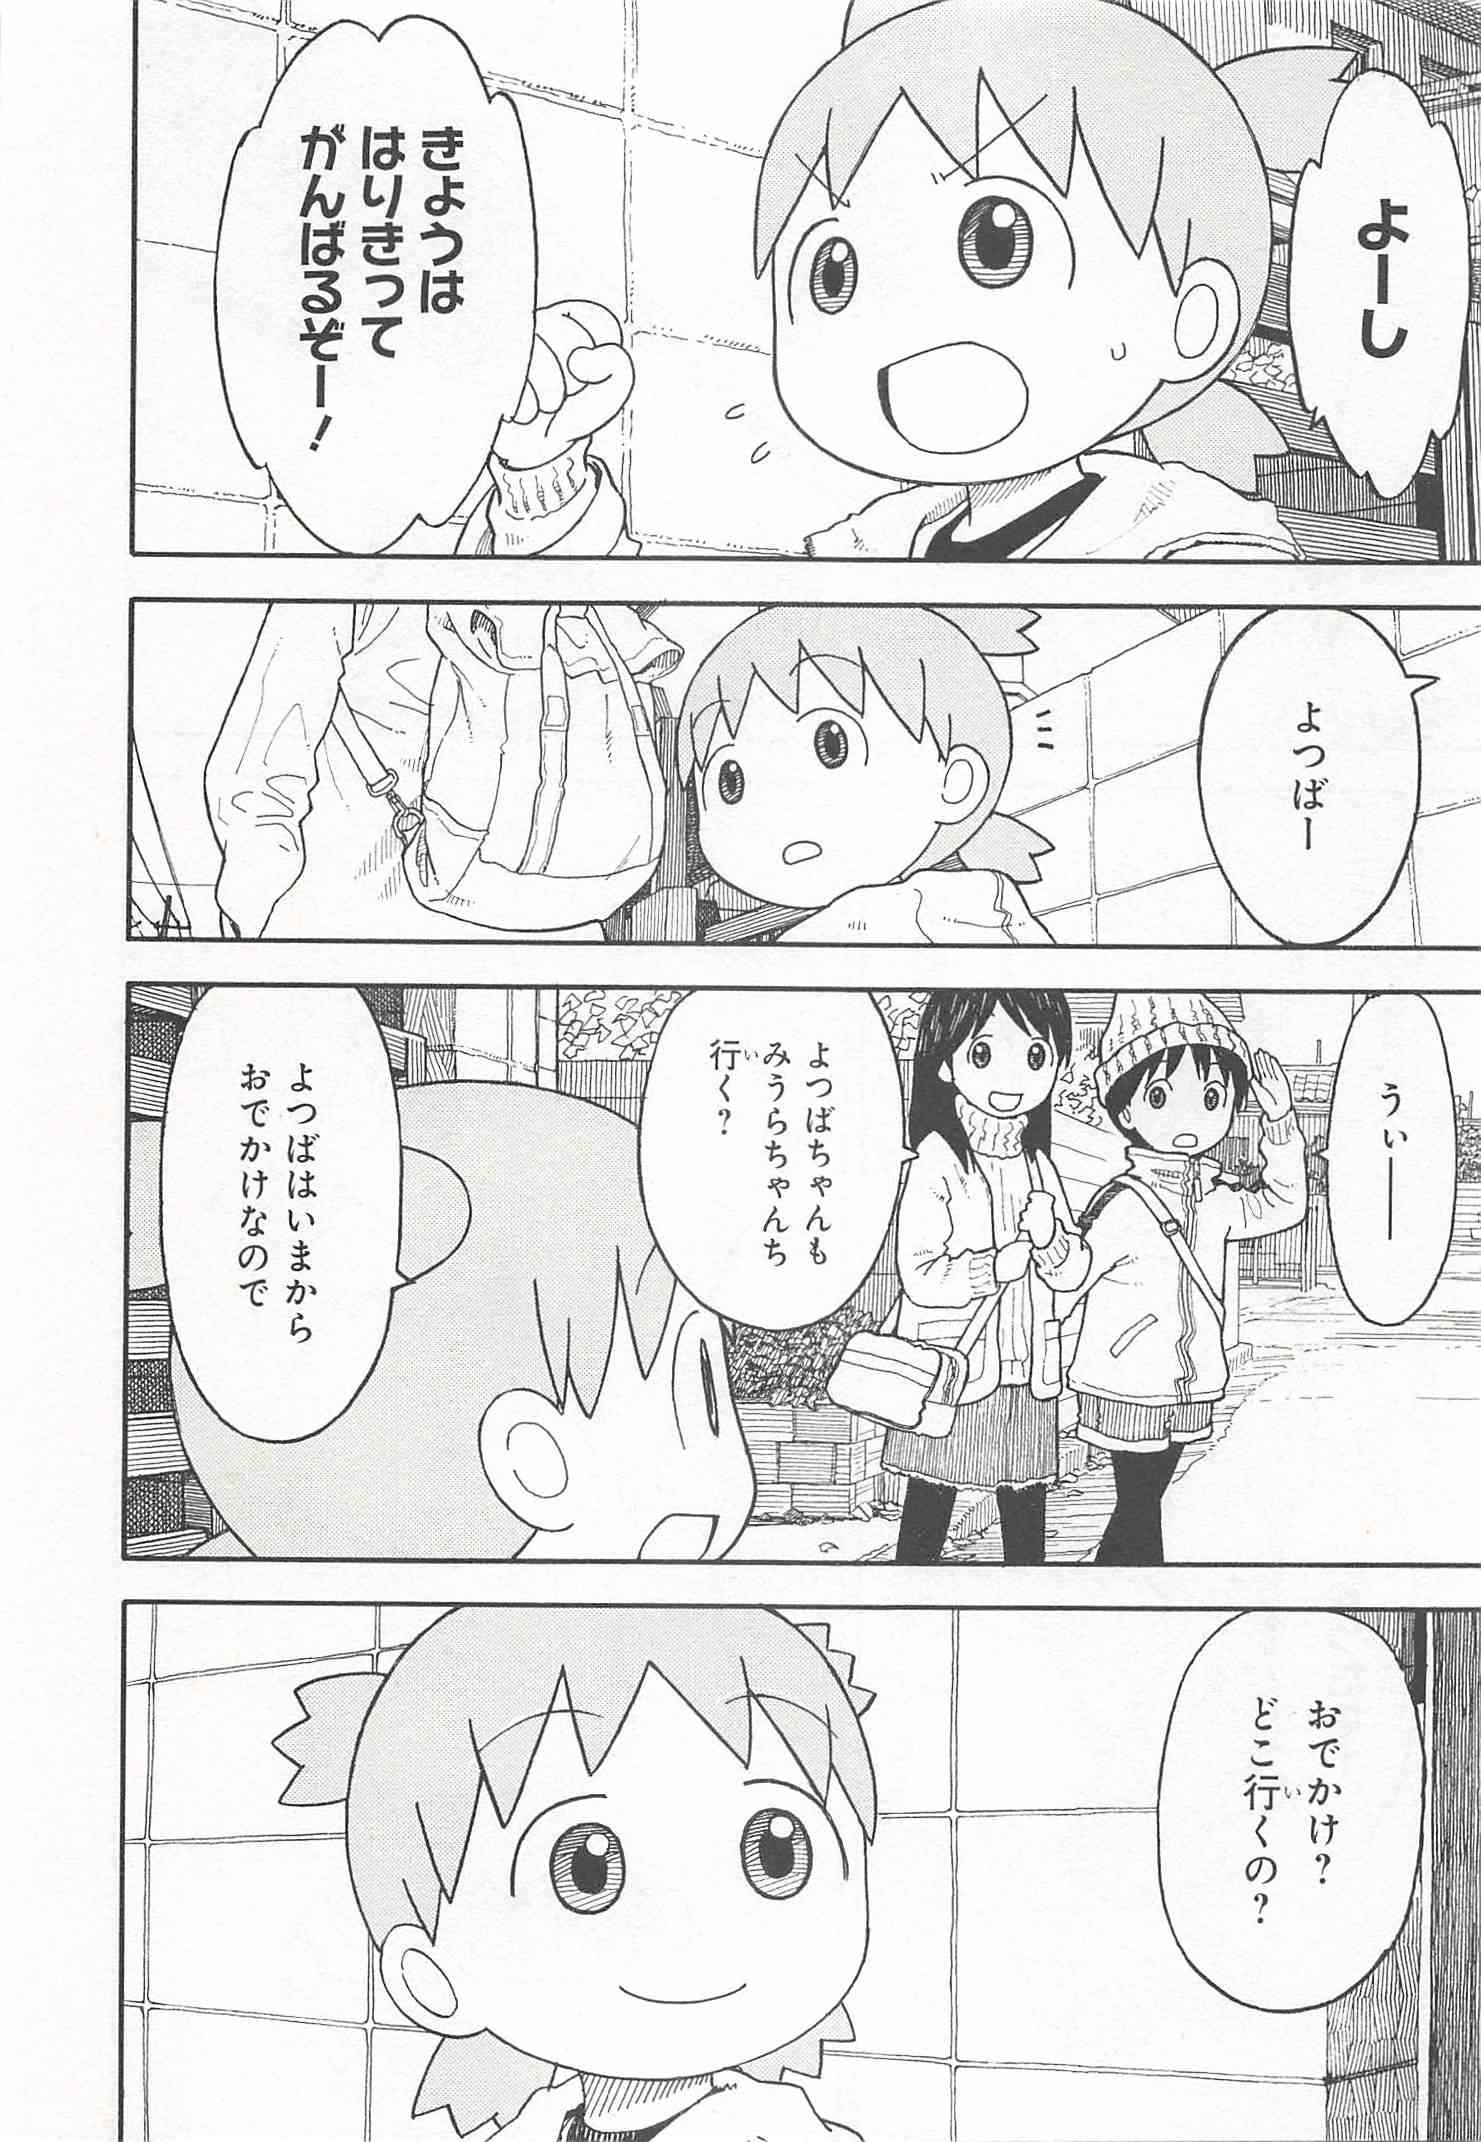 よーし
きょうは
はりきって
がんばるぞー！
よつばー
うぃー
よつばちゃんも
みうらちゃんち
行く？
い
よつばはいまから
おでかけなので
おでかけ？
どこ行くの？
い